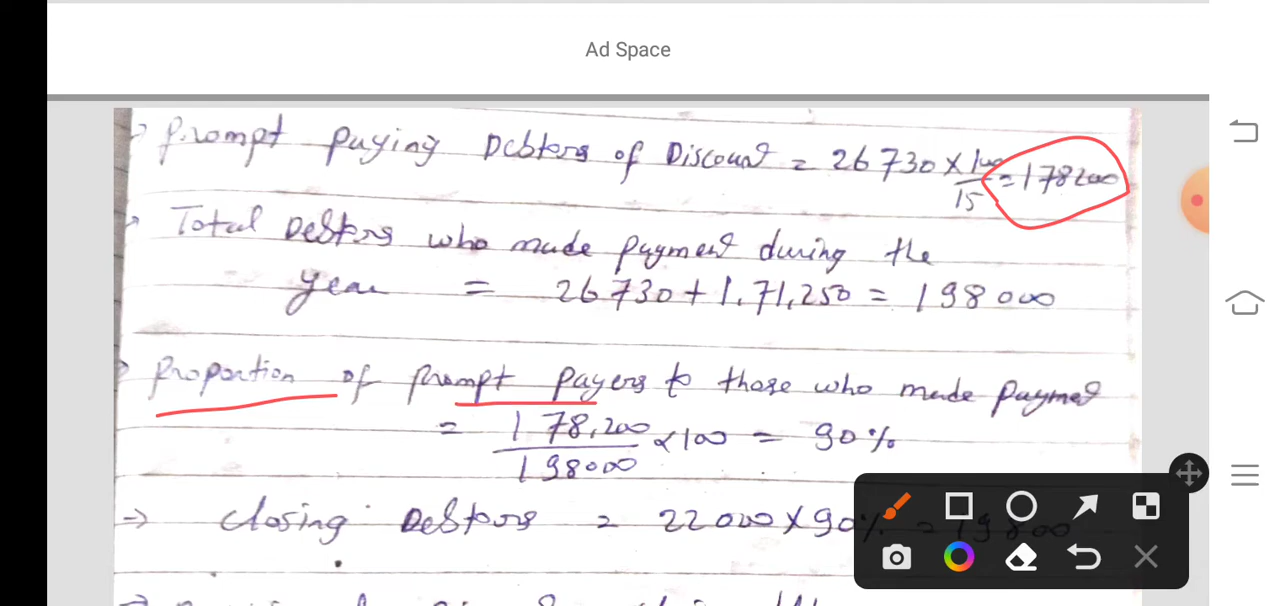 Ad Space
Prompt Paying Debtors of Discount = 26730 × 100/15 = 178200
Total Debtors who made payment during the
year = 26730 + 1,71,250 = 198000
Proportion of prompt payers to those who made payment
= 178,200/198000 × 100 = 90%
⇒ closing Debtors = 22000 × 90% = 19800